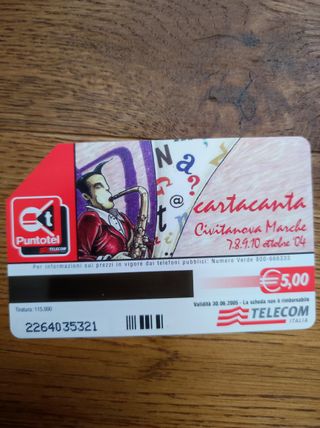 cartacanta
Civitanova Marche
7.8.9.10 ottobre '04
N
a
?
@
t
Puntotel
TELECOM
Per informazioni sui prezzi in vigore dai telefoni pubblici: Numero Verde 800-
€5,00
Validità 30.06.2006 - La scheda non è rimborsabile
Tiratura: 115.000
2264035321
TELECOM
ITALIA